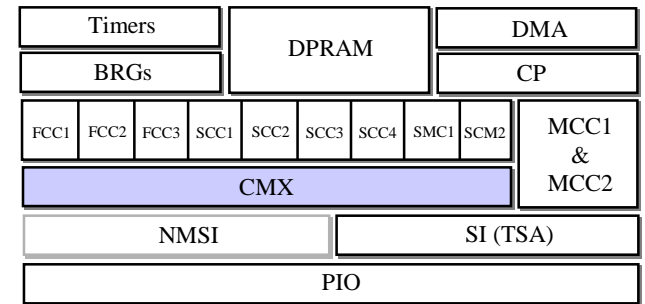 Timers
DPRAM
DMA
BRGs
CP
FCC1 FCC2 FCC3 SCC1 SCC2 SCC3 SCC4 SMC1 SCM2
MCC1
&
MCC2
CMX
NMSI
SI (TSA)
PIO